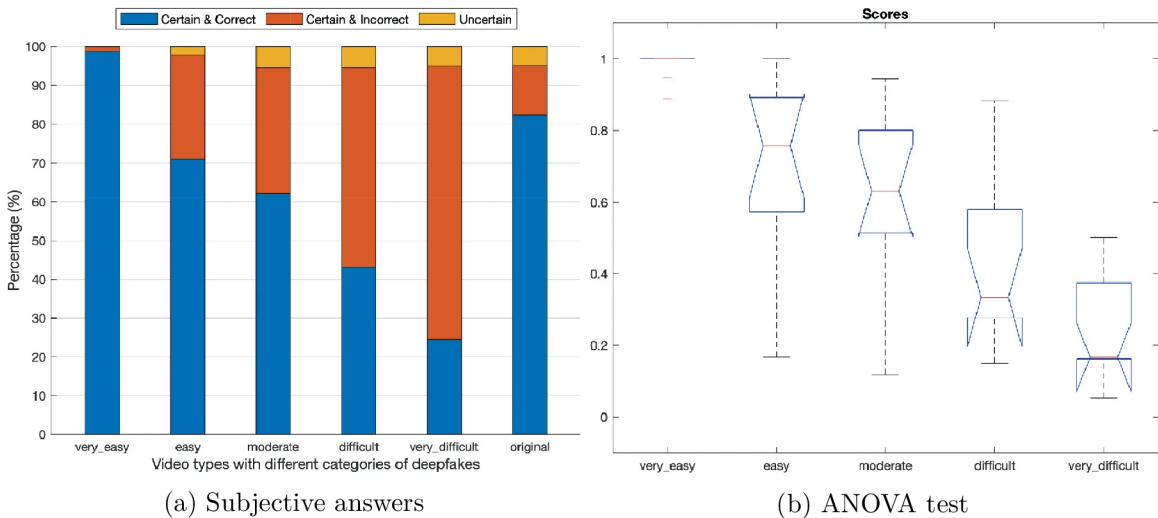 Certain & Correct Certain & Incorrect Uncertain
100
90
80
70
60
50
40
30
20
10
0
Percentage (%)
very_easy easy moderate difficult very_difficult original
Video types with different categories of deepfakes
(a) Subjective answers
Scores
1
0.8
0.6
0.4
0.2
0
very_easy easy moderate difficult very_difficult
(b) ANOVA test